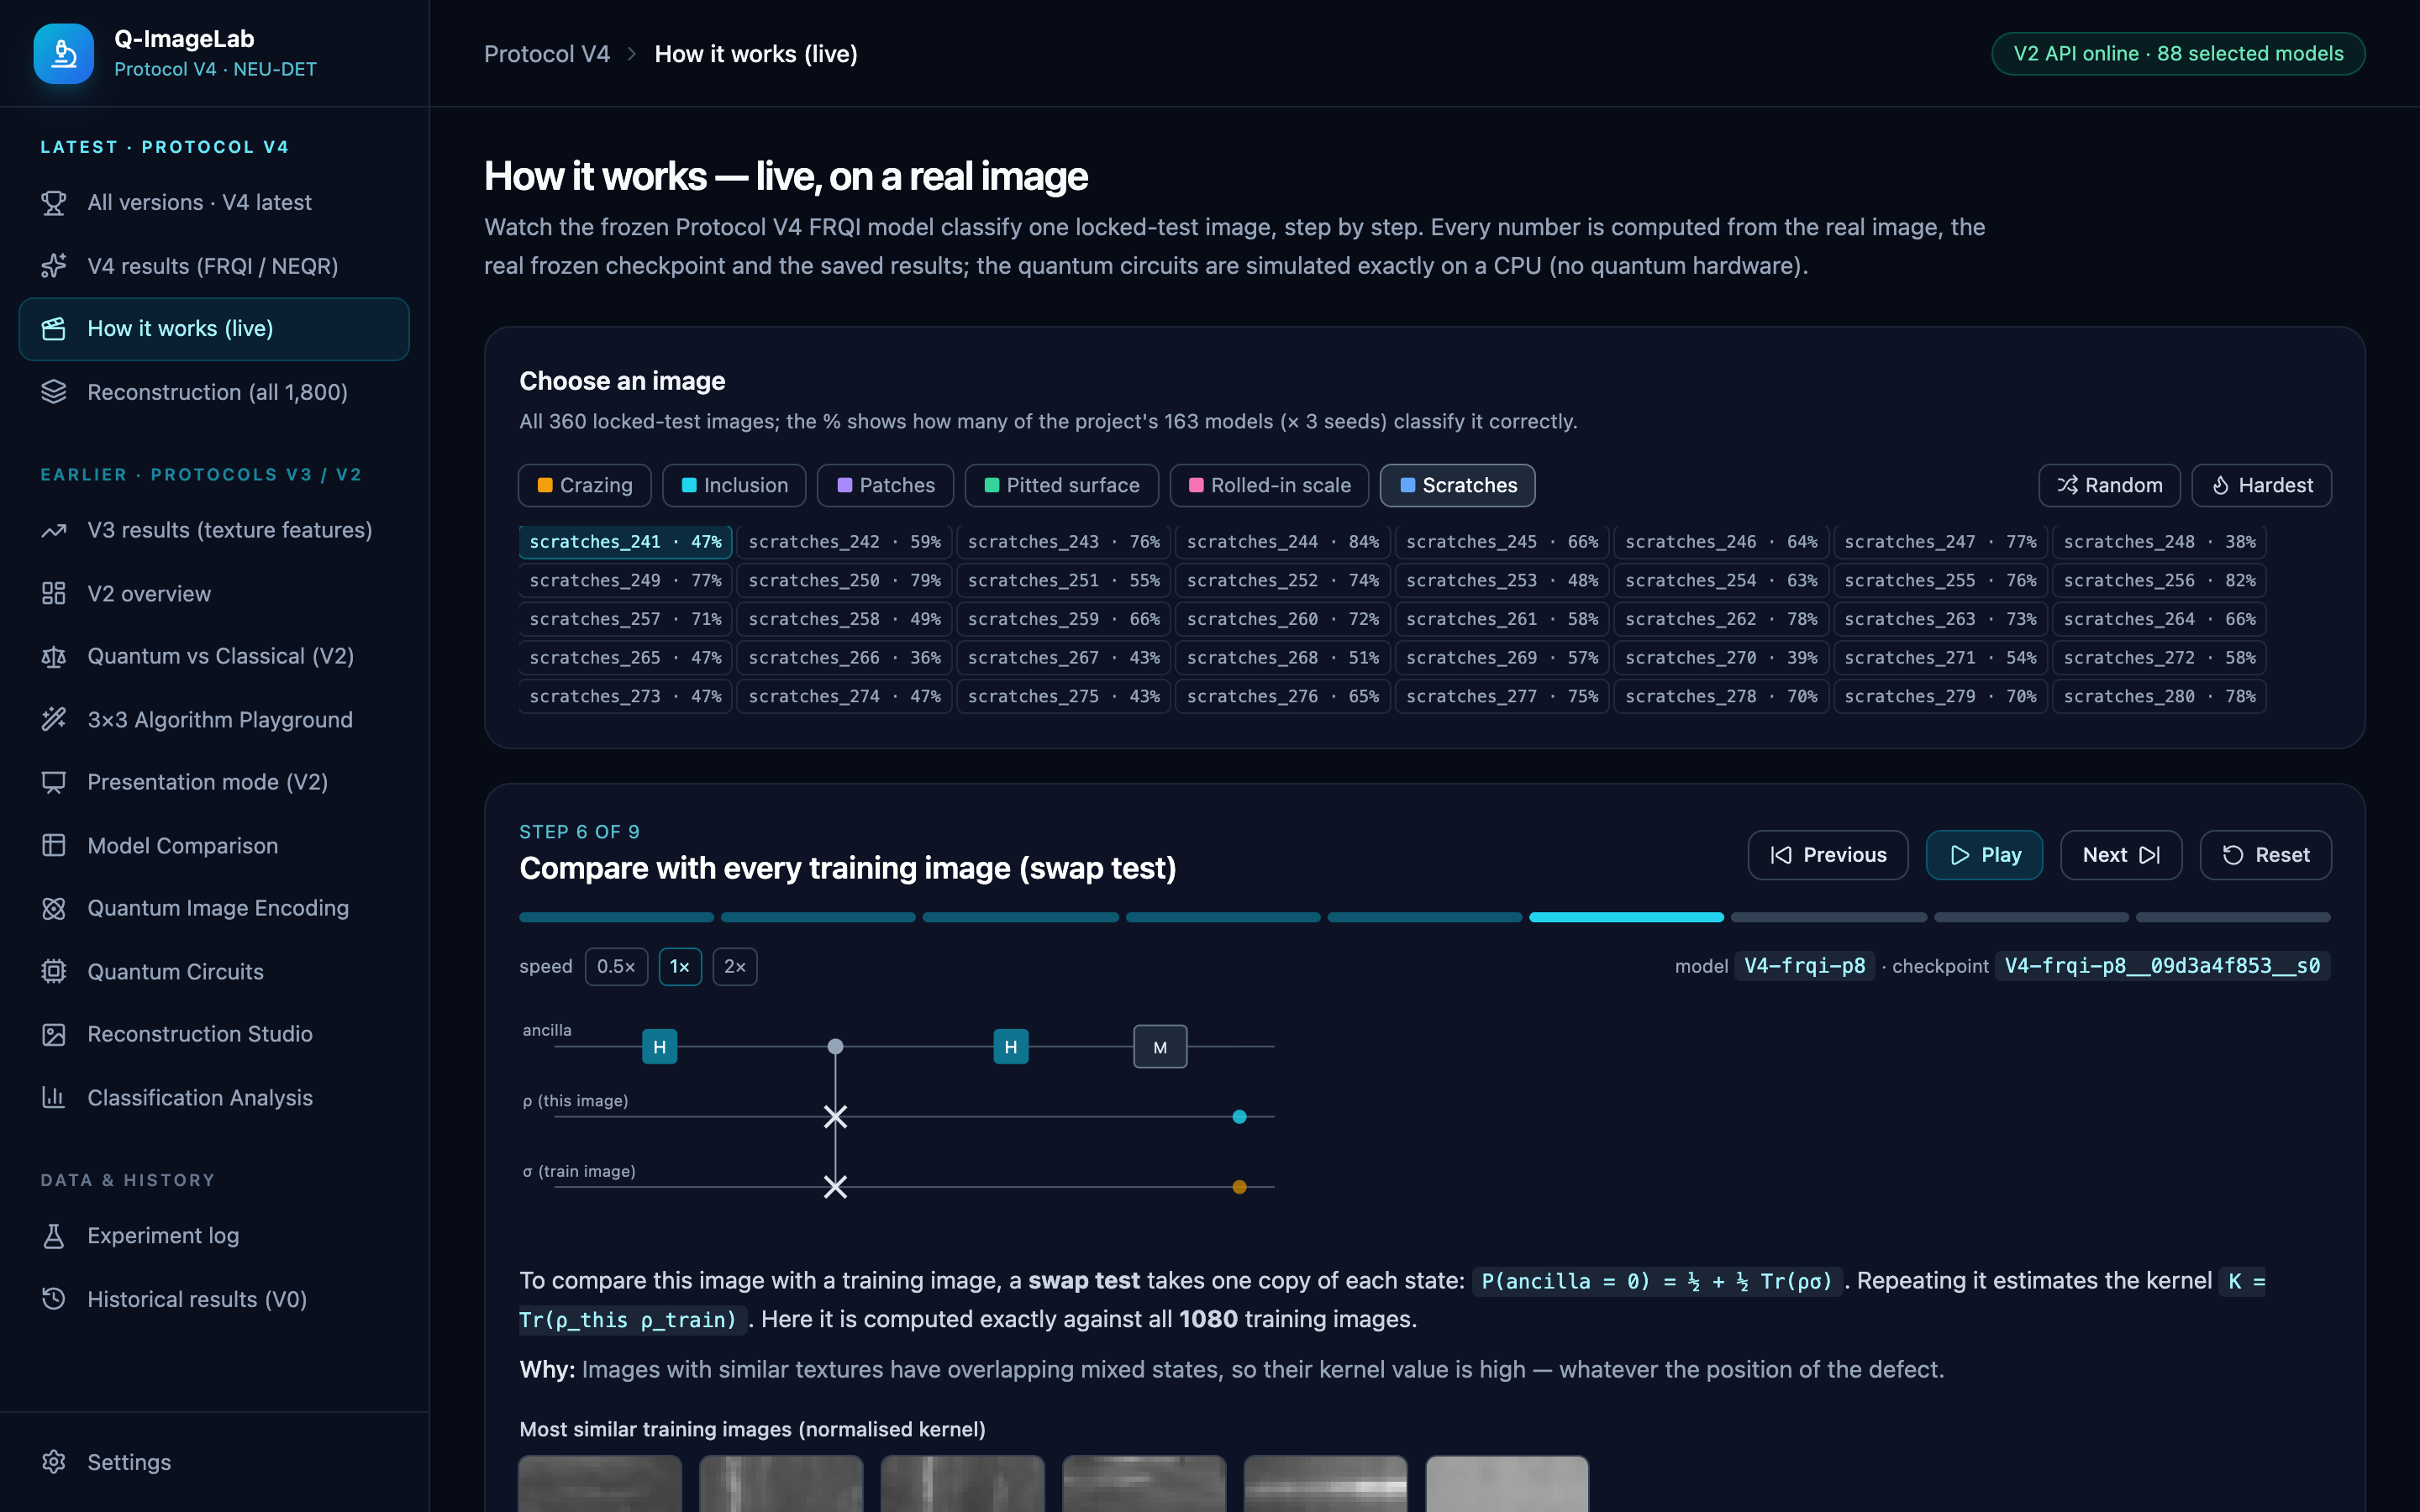 Q-ImageLab
Protocol V4 · NEU-DET
LATEST · PROTOCOL V4
All versions · V4 latest
V4 results (FRQI / NEQR)
How it works (live)
Reconstruction (all 1,800)
EARLIER · PROTOCOLS V3 / V2
V3 results (texture features)
V2 overview
Quantum vs Classical (V2)
3×3 Algorithm Playground
Presentation mode (V2)
Model Comparison
Quantum Image Encoding
Quantum Circuits
Reconstruction Studio
Classification Analysis
DATA & HISTORY
Experiment log
Historical results (V0)
Settings
Protocol V4 > How it works (live)
V2 API online · 88 selected models
How it works — live, on a real image
Watch the frozen Protocol V4 FRQI model classify one locked-test image, step by step. Every number is computed from the real image, the
real frozen checkpoint and the saved results; the quantum circuits are simulated exactly on a CPU (no quantum hardware).
Choose an image
All 360 locked-test images; the % shows how many of the project's 163 models (× 3 seeds) classify it correctly.
Crazing Inclusion Patches Pitted surface Rolled-in scale Scratches Random Hardest
scratches_241 · 47% scratches_242 · 59% scratches_243 · 76% scratches_244 · 84% scratches_245 · 66% scratches_246 · 64% scratches_247 · 77% scratches_248 · 38%
scratches_249 · 77% scratches_250 · 79% scratches_251 · 55% scratches_252 · 74% scratches_253 · 48% scratches_254 · 63% scratches_255 · 76% scratches_256 · 82%
scratches_257 · 71% scratches_258 · 49% scratches_259 · 66% scratches_260 · 72% scratches_261 · 58% scratches_262 · 78% scratches_263 · 73% scratches_264 · 66%
scratches_265 · 47% scratches_266 · 36% scratches_267 · 43% scratches_268 · 51% scratches_269 · 57% scratches_270 · 39% scratches_271 · 54% scratches_272 · 58%
scratches_273 · 47% scratches_274 · 47% scratches_275 · 43% scratches_276 · 65% scratches_277 · 75% scratches_278 · 70% scratches_279 · 70% scratches_280 · 78%
STEP 6 OF 9
Compare with every training image (swap test)
Previous Play Next Reset
speed 0.5× 1× 2×
model V4-frqi-p8 · checkpoint V4-frqi-p8__09d3a4f853__s0
ancilla
H H M
ρ (this image)
σ (train image)
To compare this image with a training image, a swap test takes one copy of each state: P(ancilla = 0) = ½ + ½ Tr(ρσ) . Repeating it estimates the kernel K =
Tr(ρ_this ρ_train) . Here it is computed exactly against all 1080 training images.
Why: Images with similar textures have overlapping mixed states, so their kernel value is high — whatever the position of the defect.
Most similar training images (normalised kernel)